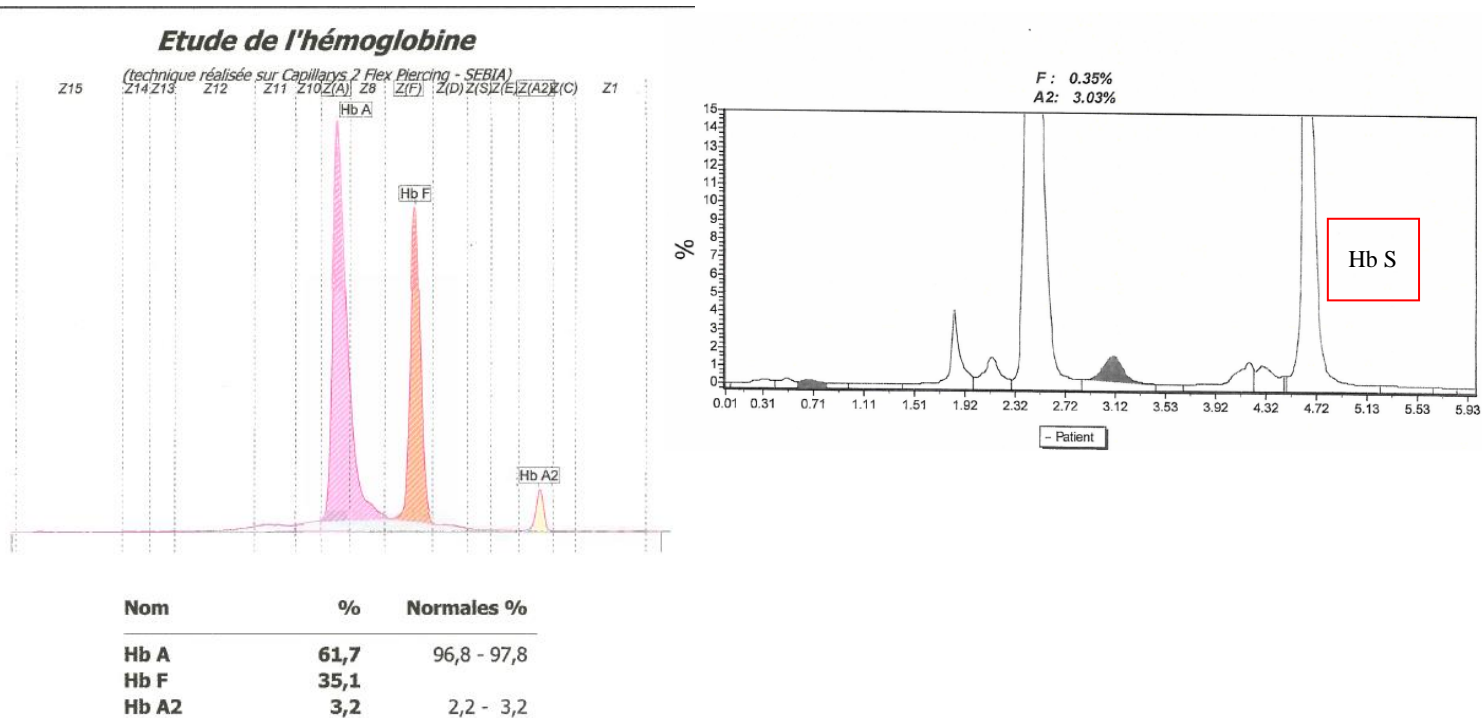 Etude de l'hémoglobine
(technique réalisée sur Capillarys 2 Flex Piercing - SEBIA)
Z15 Z14 Z13 Z12 Z11 Z10 Z(A) Z8 Z(F) Z(D) Z(S) Z(E) Z(A2) Z(C) Z1
Hb A
Hb F
Hb A2
Nom % Normales %
Hb A 61,7 96,8 - 97,8
Hb F 35,1
Hb A2 3,2 2,2 - 3,2
F : 0.35%
A2: 3.03%
%
15
14
13
12
11
10
9
8
7
6
5
4
3
2
1
0
0.01 0.31 0.71 1.11 1.51 1.92 2.32 2.72 3.12 3.53 3.92 4.32 4.72 5.13 5.53 5.93
Hb S
– Patient